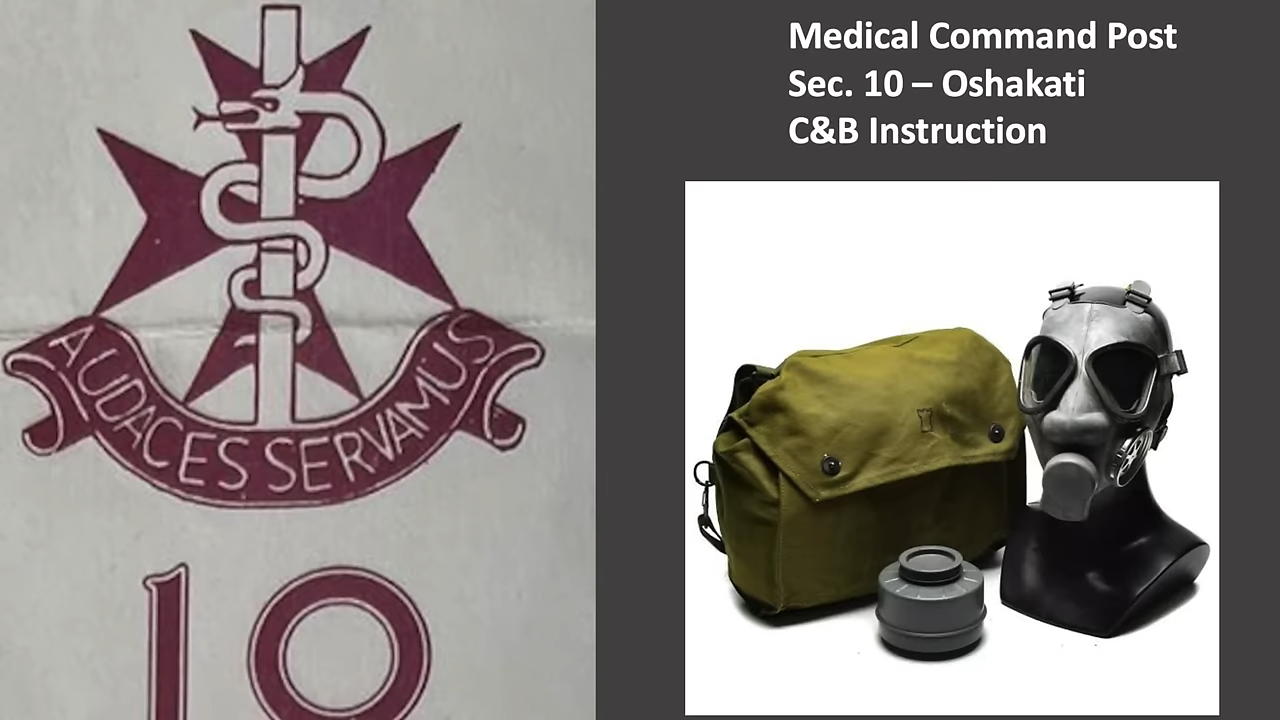 AUDACES SERVAMUS
10
Medical Command Post
Sec. 10 – Oshakati
C&B Instruction